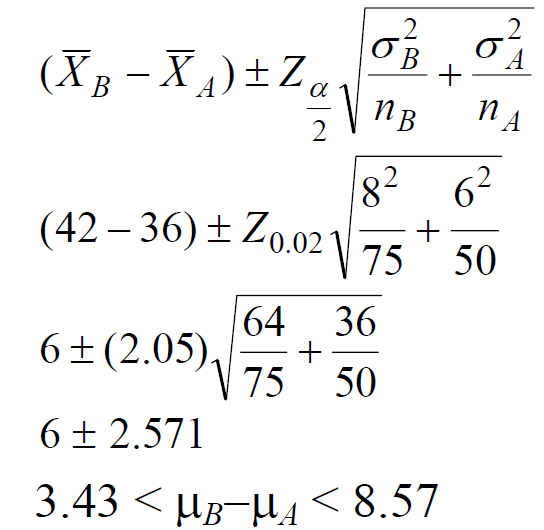 (X̅_B − X̅_A) ± Z_{α/2} √(σ_B²/n_B + σ_A²/n_A)
(42 − 36) ± Z_{0.02} √(8²/75 + 6²/50)
6 ± (2.05) √(64/75 + 36/50)
6 ± 2.571
3.43 < μ_B–μ_A < 8.57